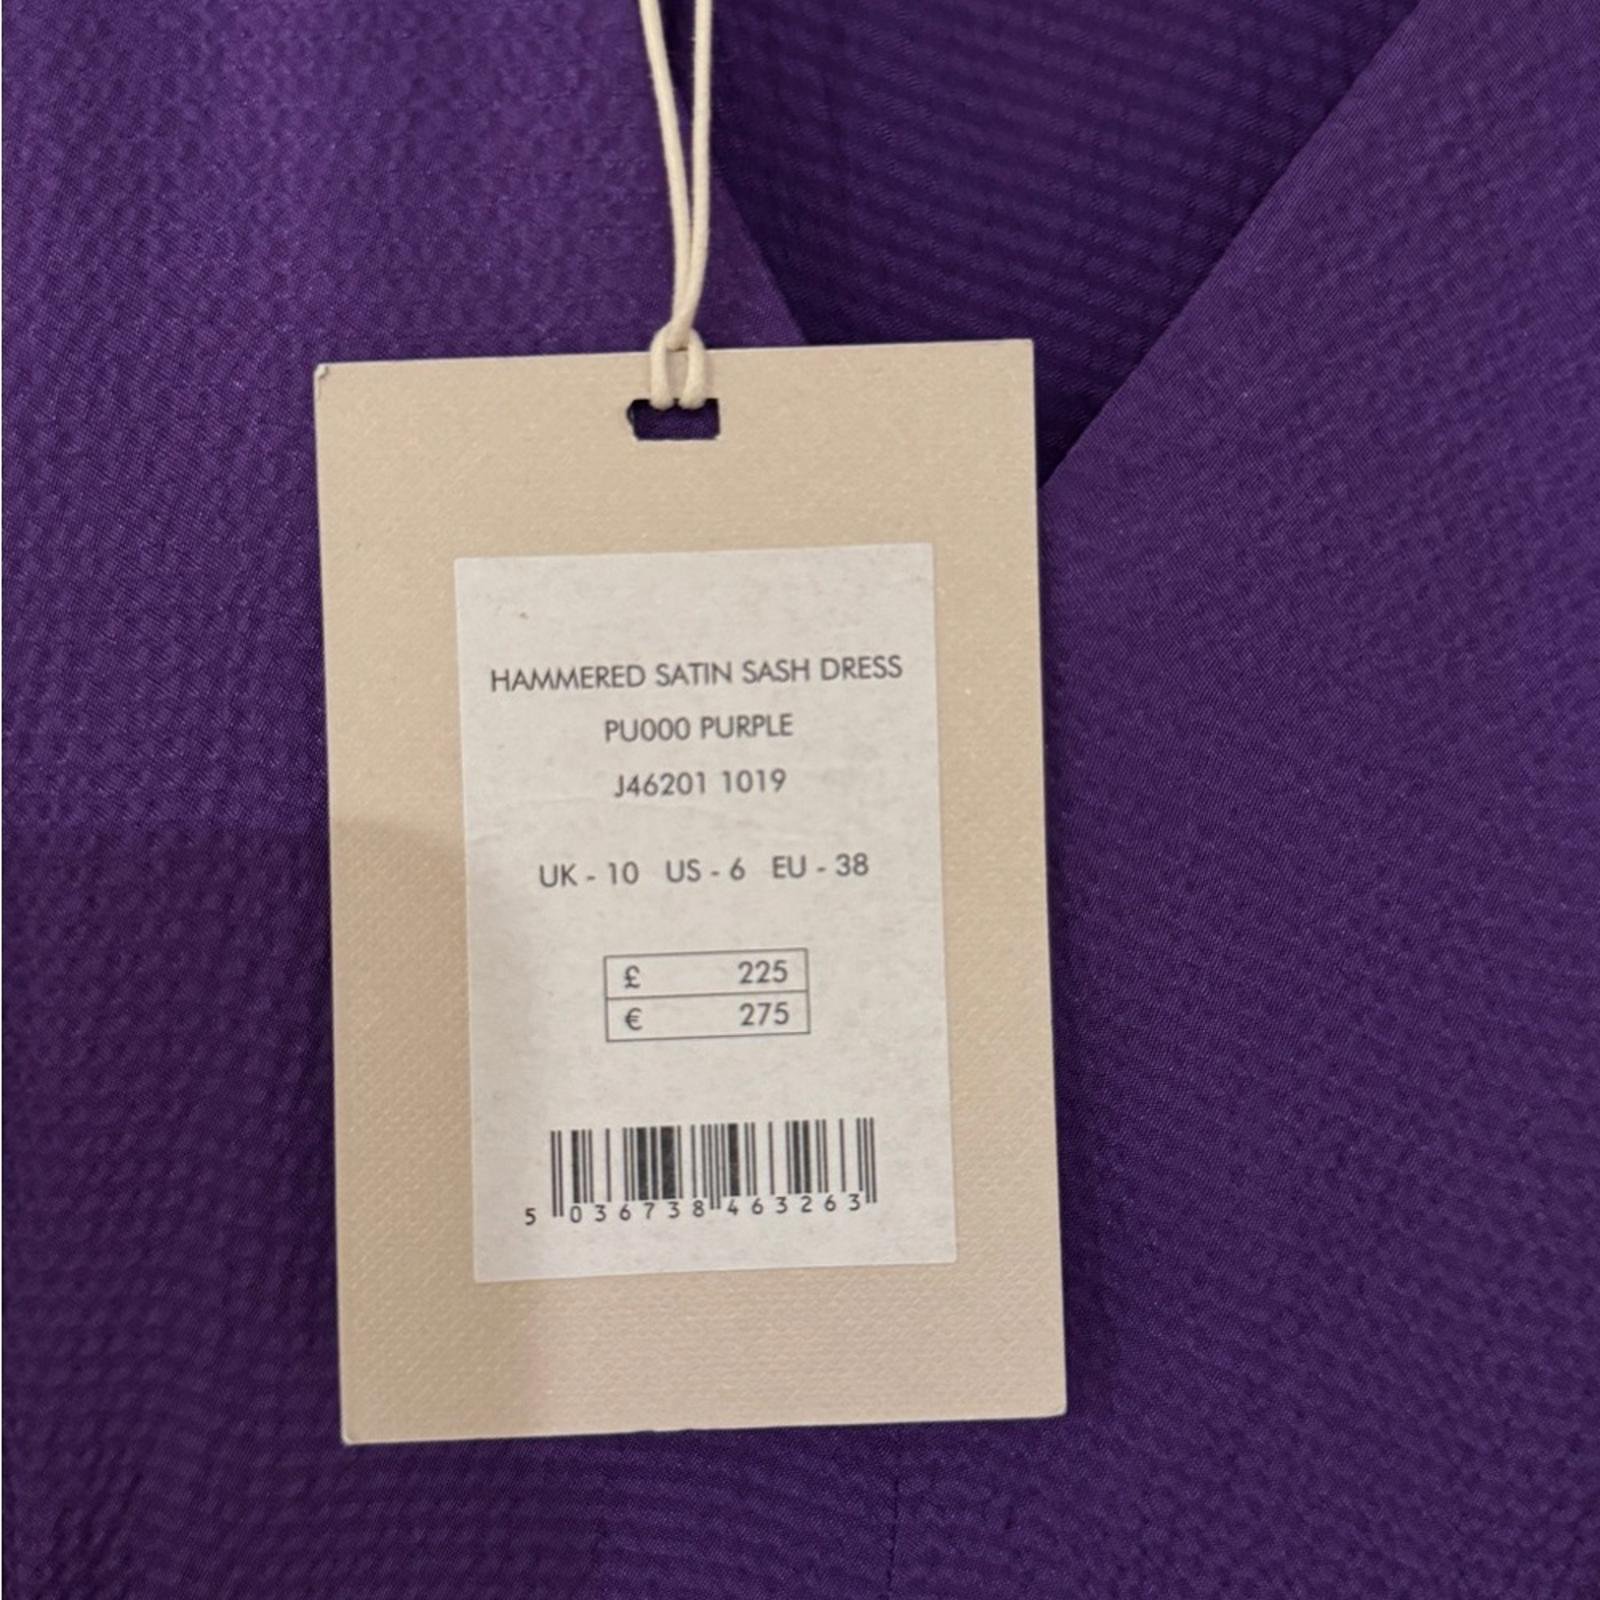 HAMMERED SATIN SASH DRESS
PU000 PURPLE
J46201 1019
UK - 10 US - 6 EU - 38
£ 225
€ 275
5 036738 463263